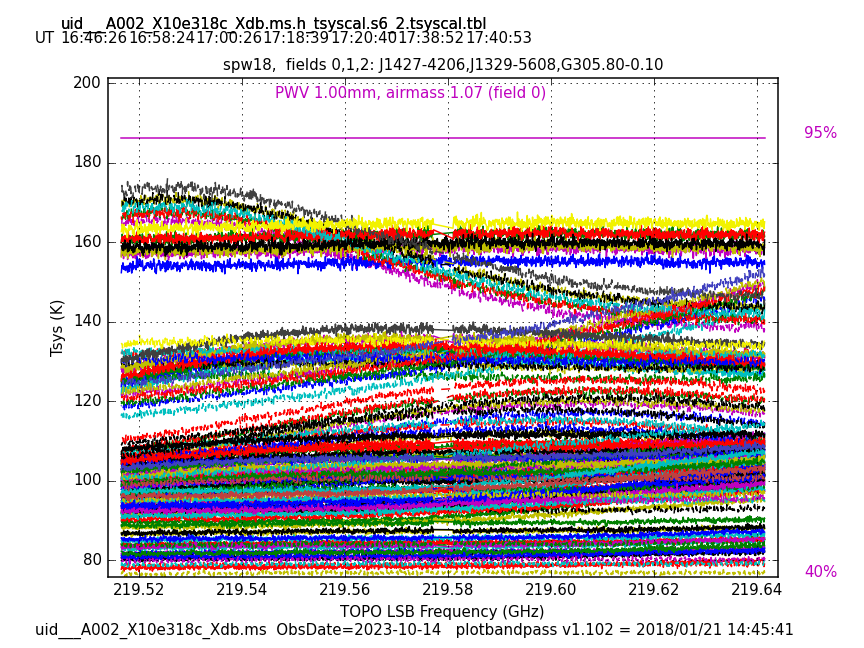 uid___A002_X10e318c_Xdb.ms.h_tsyscal.s6_2.tsyscal.tbl
UT 16:46:26 16:58:24 17:00:26 17:18:39 17:20:40 17:38:52 17:40:53
spw18, fields 0,1,2: J1427-4206,J1329-5608,G305.80-0.10
200
PWV 1.00mm, airmass 1.07 (field 0)
95%
180
160
140
120
100
80
Tsys (K)
40%
219.52 219.54 219.56 219.58 219.60 219.62 219.64
TOPO LSB Frequency (GHz)
uid___A002_X10e318c_Xdb.ms ObsDate=2023-10-14 plotbandpass v1.102 = 2018/01/21 14:45:41